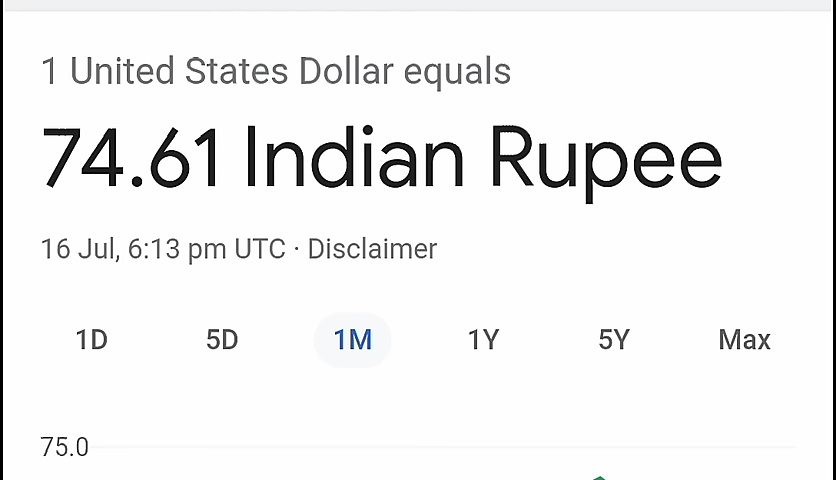 1 United States Dollar equals
74.61 Indian Rupee
16 Jul, 6:13 pm UTC · Disclaimer
1D 5D 1M 1Y 5Y Max
75.0